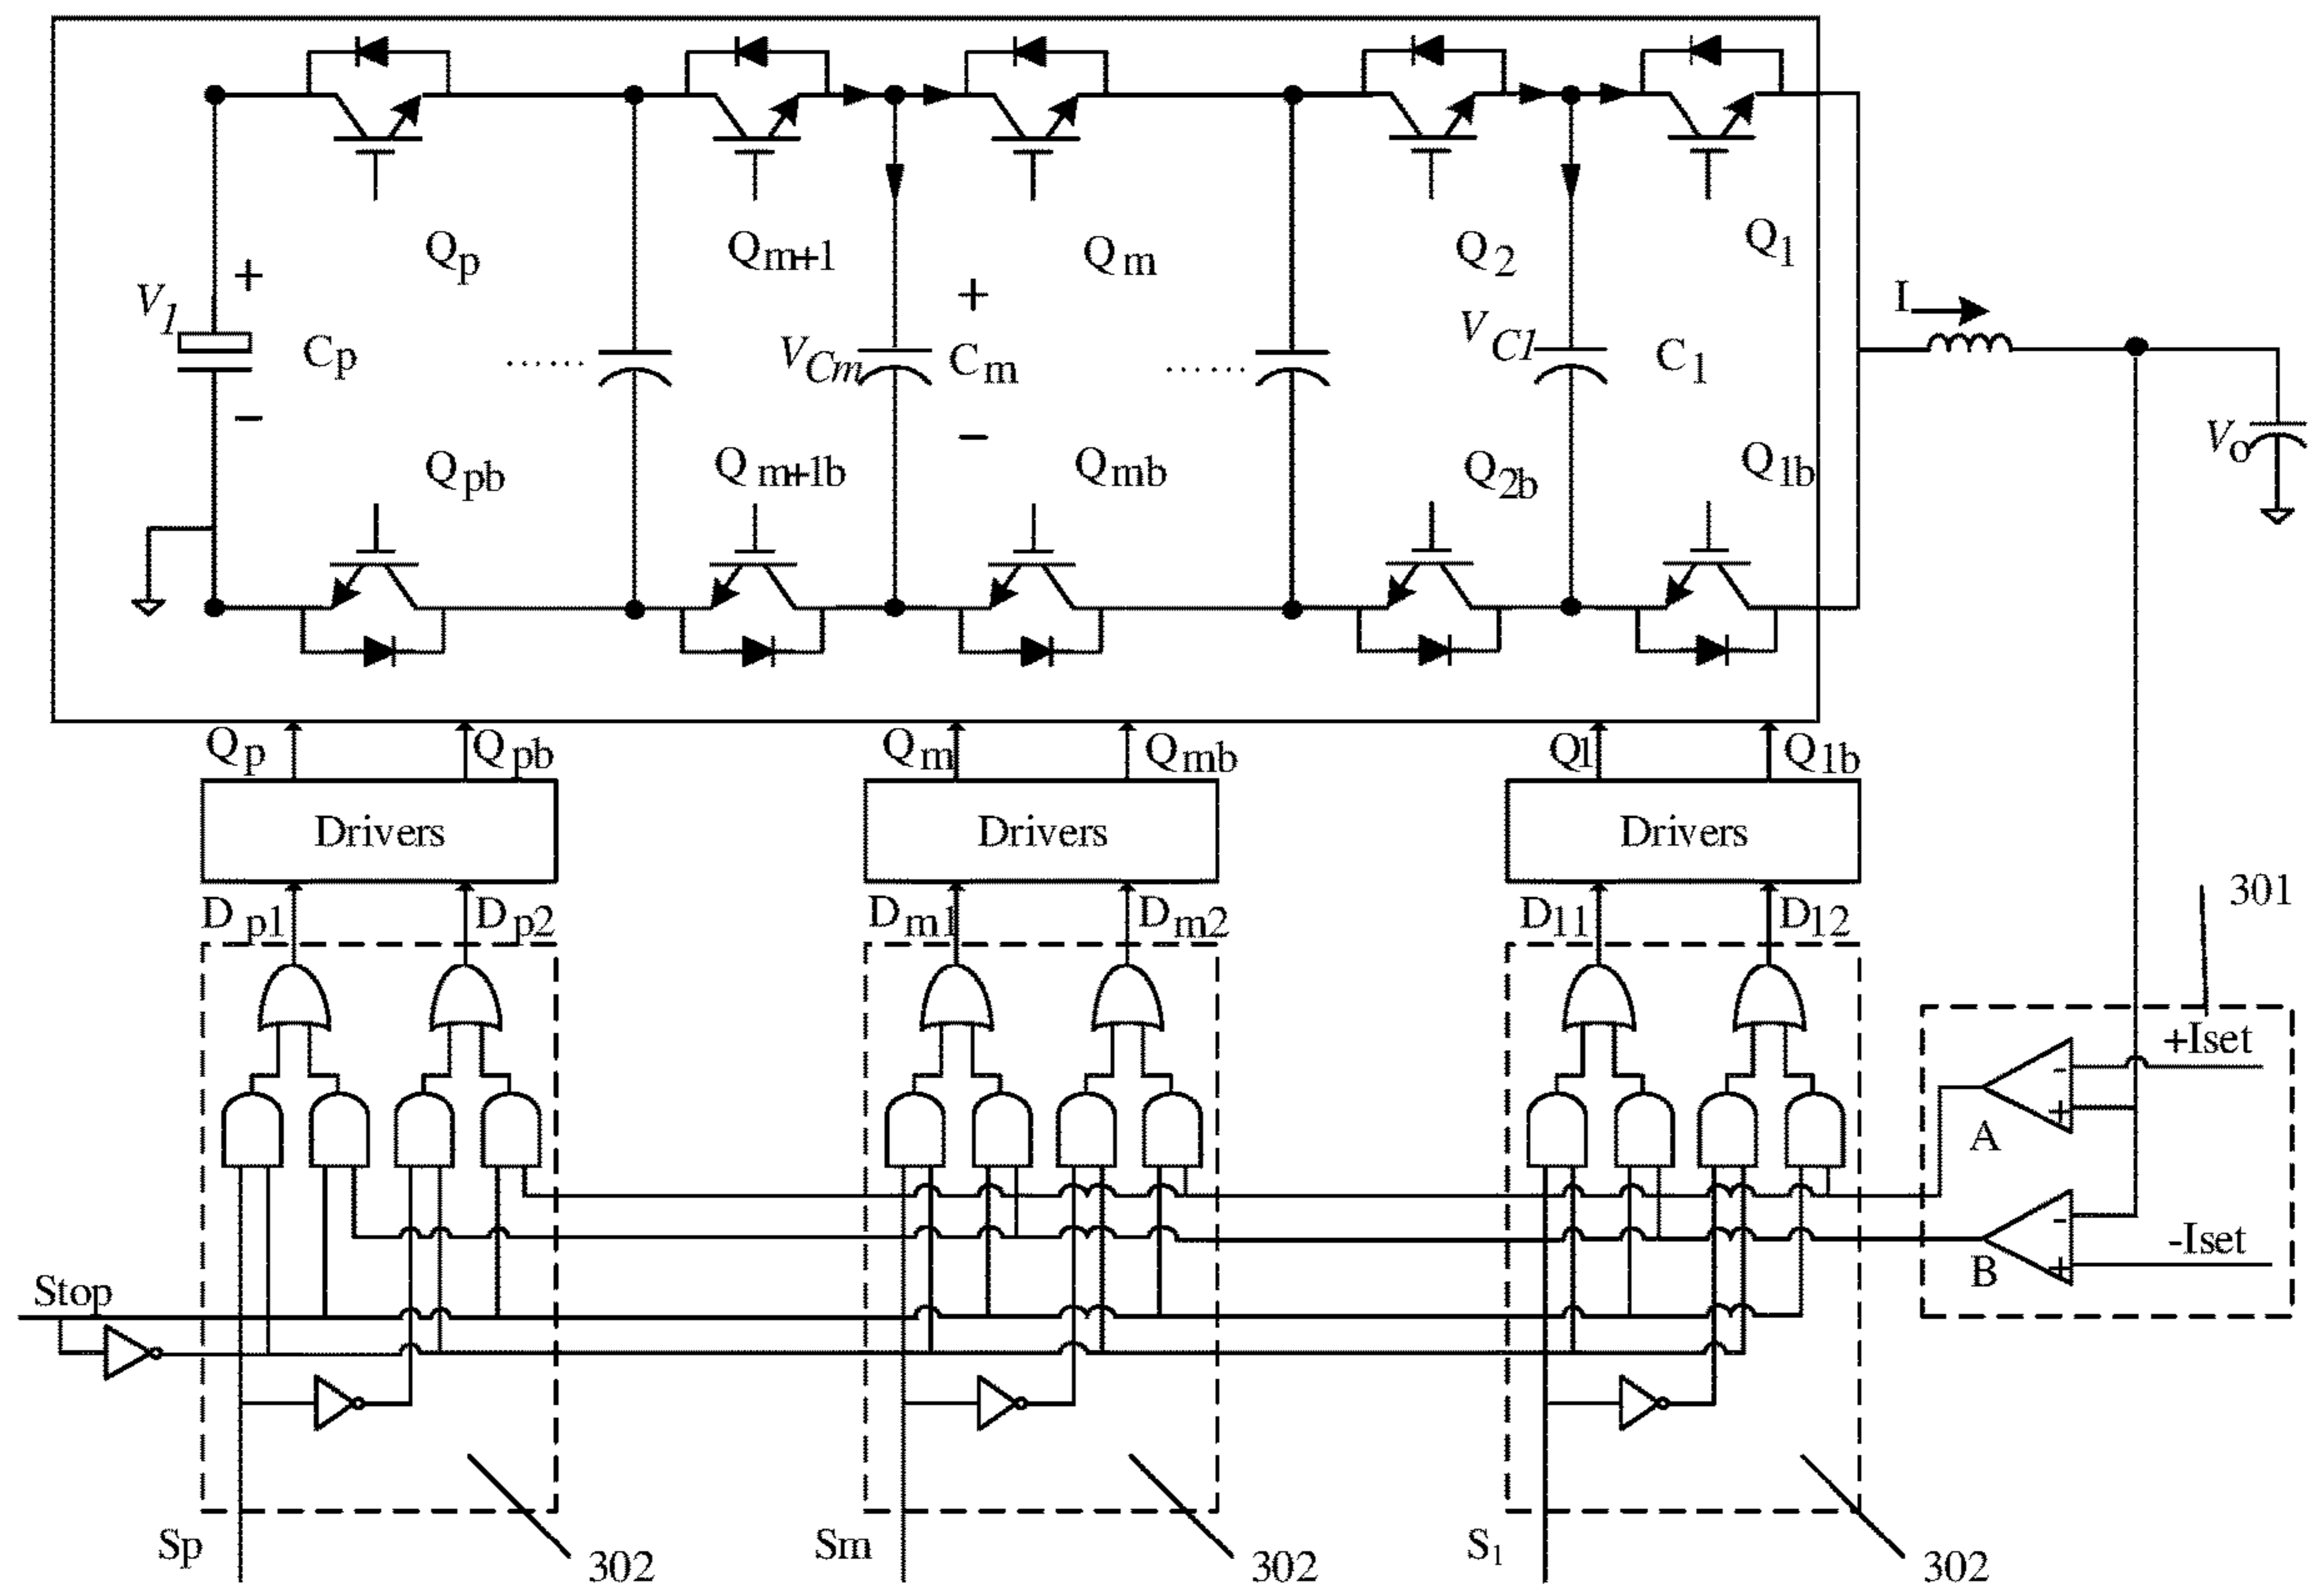 Qp Qm+1 Qm Q2 Q1
V1 + Cp ...... VCm + Cm ...... VC1 C1 I
− −
Vo
Qpb Qm+1b Qmb Q2b Q1b
Qp Qpb Qm Qmb Q1 Q1b
Drivers Drivers Drivers
Dp1 Dp2 Dm1 Dm2 D11 D12 301
+Iset
-
+
A
-
-Iset
+
B
Stop
Sp 302 Sm 302 S1 302